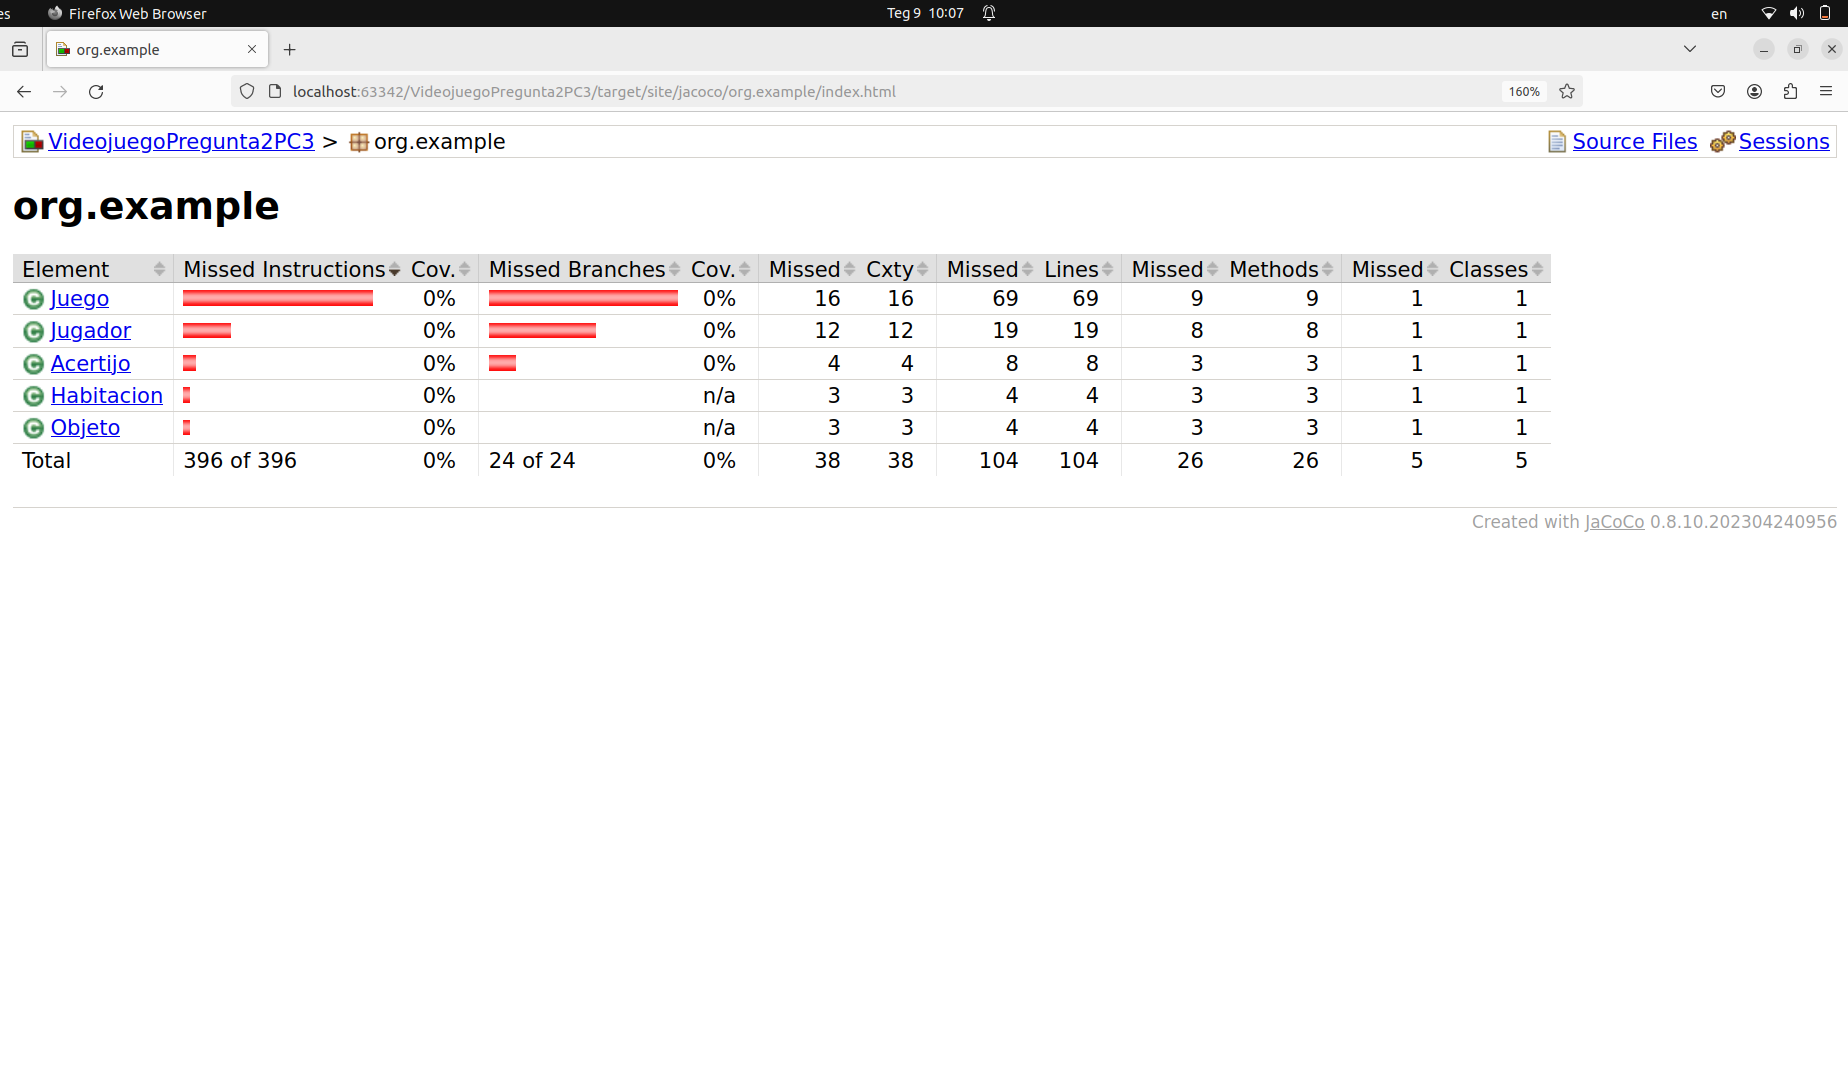 es Firefox Web Browser Teg 9 10:07 en
org.example
localhost:63342/VideojuegoPregunta2PC3/target/site/jacoco/org.example/index.html 160%
VideojuegoPregunta2PC3 > org.example Source Files Sessions
org.example
Element Missed Instructions Cov. Missed Branches Cov. Missed Cxty Missed Lines Missed Methods Missed Classes
Juego 0% 0% 16 16 69 69 9 9 1 1
Jugador 0% 0% 12 12 19 19 8 8 1 1
Acertijo 0% 0% 4 4 8 8 3 3 1 1
Habitacion 0% n/a 3 3 4 4 3 3 1 1
Objeto 0% n/a 3 3 4 4 3 3 1 1
Total 396 of 396 0% 24 of 24 0% 38 38 104 104 26 26 5 5
Created with JaCoCo 0.8.10.202304240956